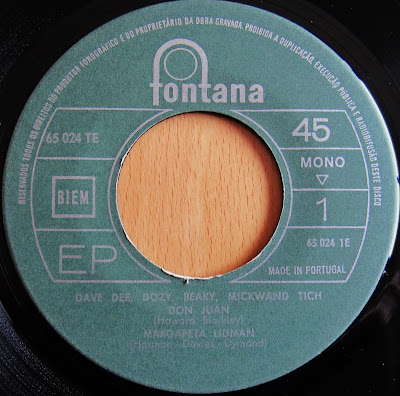 RESERVADOS TODOS OS DIREITOS DO PRODUTOR FONOGRÁFICO E DO PROPRIETÁRIO DA OBRA GRAVADA. PROIBIDA A DUPLICAÇÃO, EXECUÇÃO PÚBLICA E RADIODIFUSÃO DESTE DISCO
fontana
65 024 TE
45
MONO
BIEM
1
EP
65 024 1E
MADE IN PORTUGAL
DAVE DEE, DOZY, BEAKY, MICKWAND TICH
DON JUAN
(Howard Blaikley)
MARGARETA LIDMAN
(Harmon - Davies - Dymond)